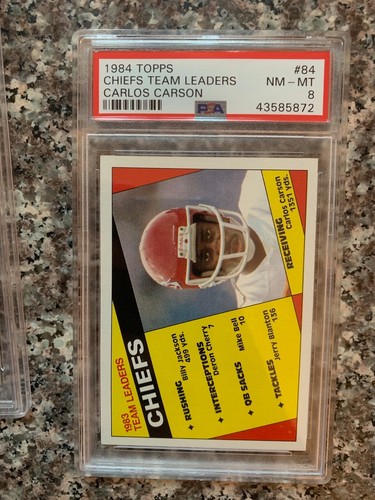 1984 TOPPS #84
CHIEFS TEAM LEADERS NM - MT
CARLOS CARSON 8
PSA 43585872
1983
TEAM LEADERS
CHIEFS
RUSHING
Billy Jackson
499 yds.
INTERCEPTIONS
Deron Cherry
7
QB SACKS Mike Bell
10
TACKLES
Jerry Blanton
136
RECEIVING
Carlos Carson
1351 yds.